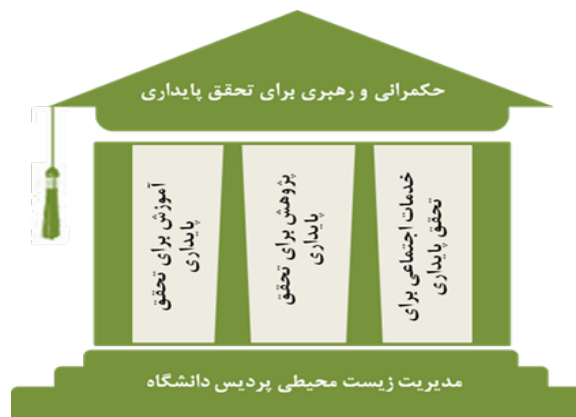 حکمرانی و رهبری برای تحقق پایداری
خدمات اجتماعی برای
تحقق پایداری
پژوهش برای تحقق
پایداری
آموزش برای تحقق
پایداری
مدیریت زیست محیطی پردیس دانشگاه